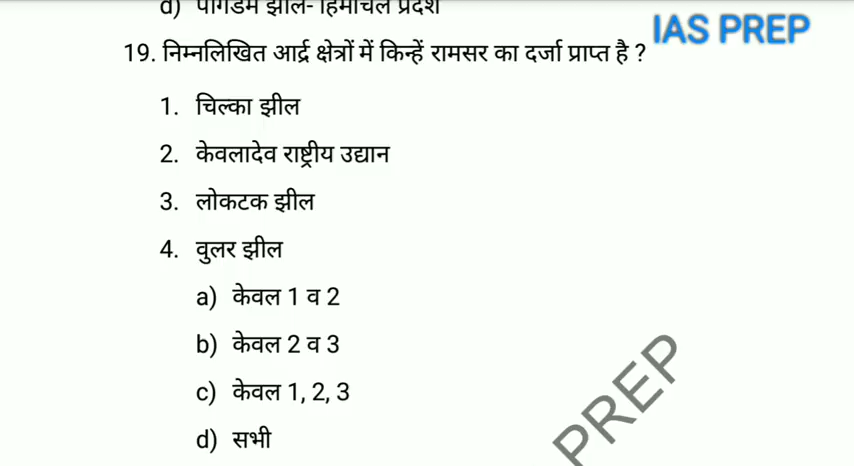 d) पांगडम झील- हिमाचल प्रदेश
IAS PREP
19. निम्नलिखित आर्द्र क्षेत्रों में किन्हें रामसर का दर्जा प्राप्त है ?
1. चिल्का झील
2. केवलादेव राष्ट्रीय उद्यान
3. लोकटक झील
4. वुलर झील
a) केवल 1 व 2
b) केवल 2 व 3
c) केवल 1, 2, 3
d) सभी
PREP